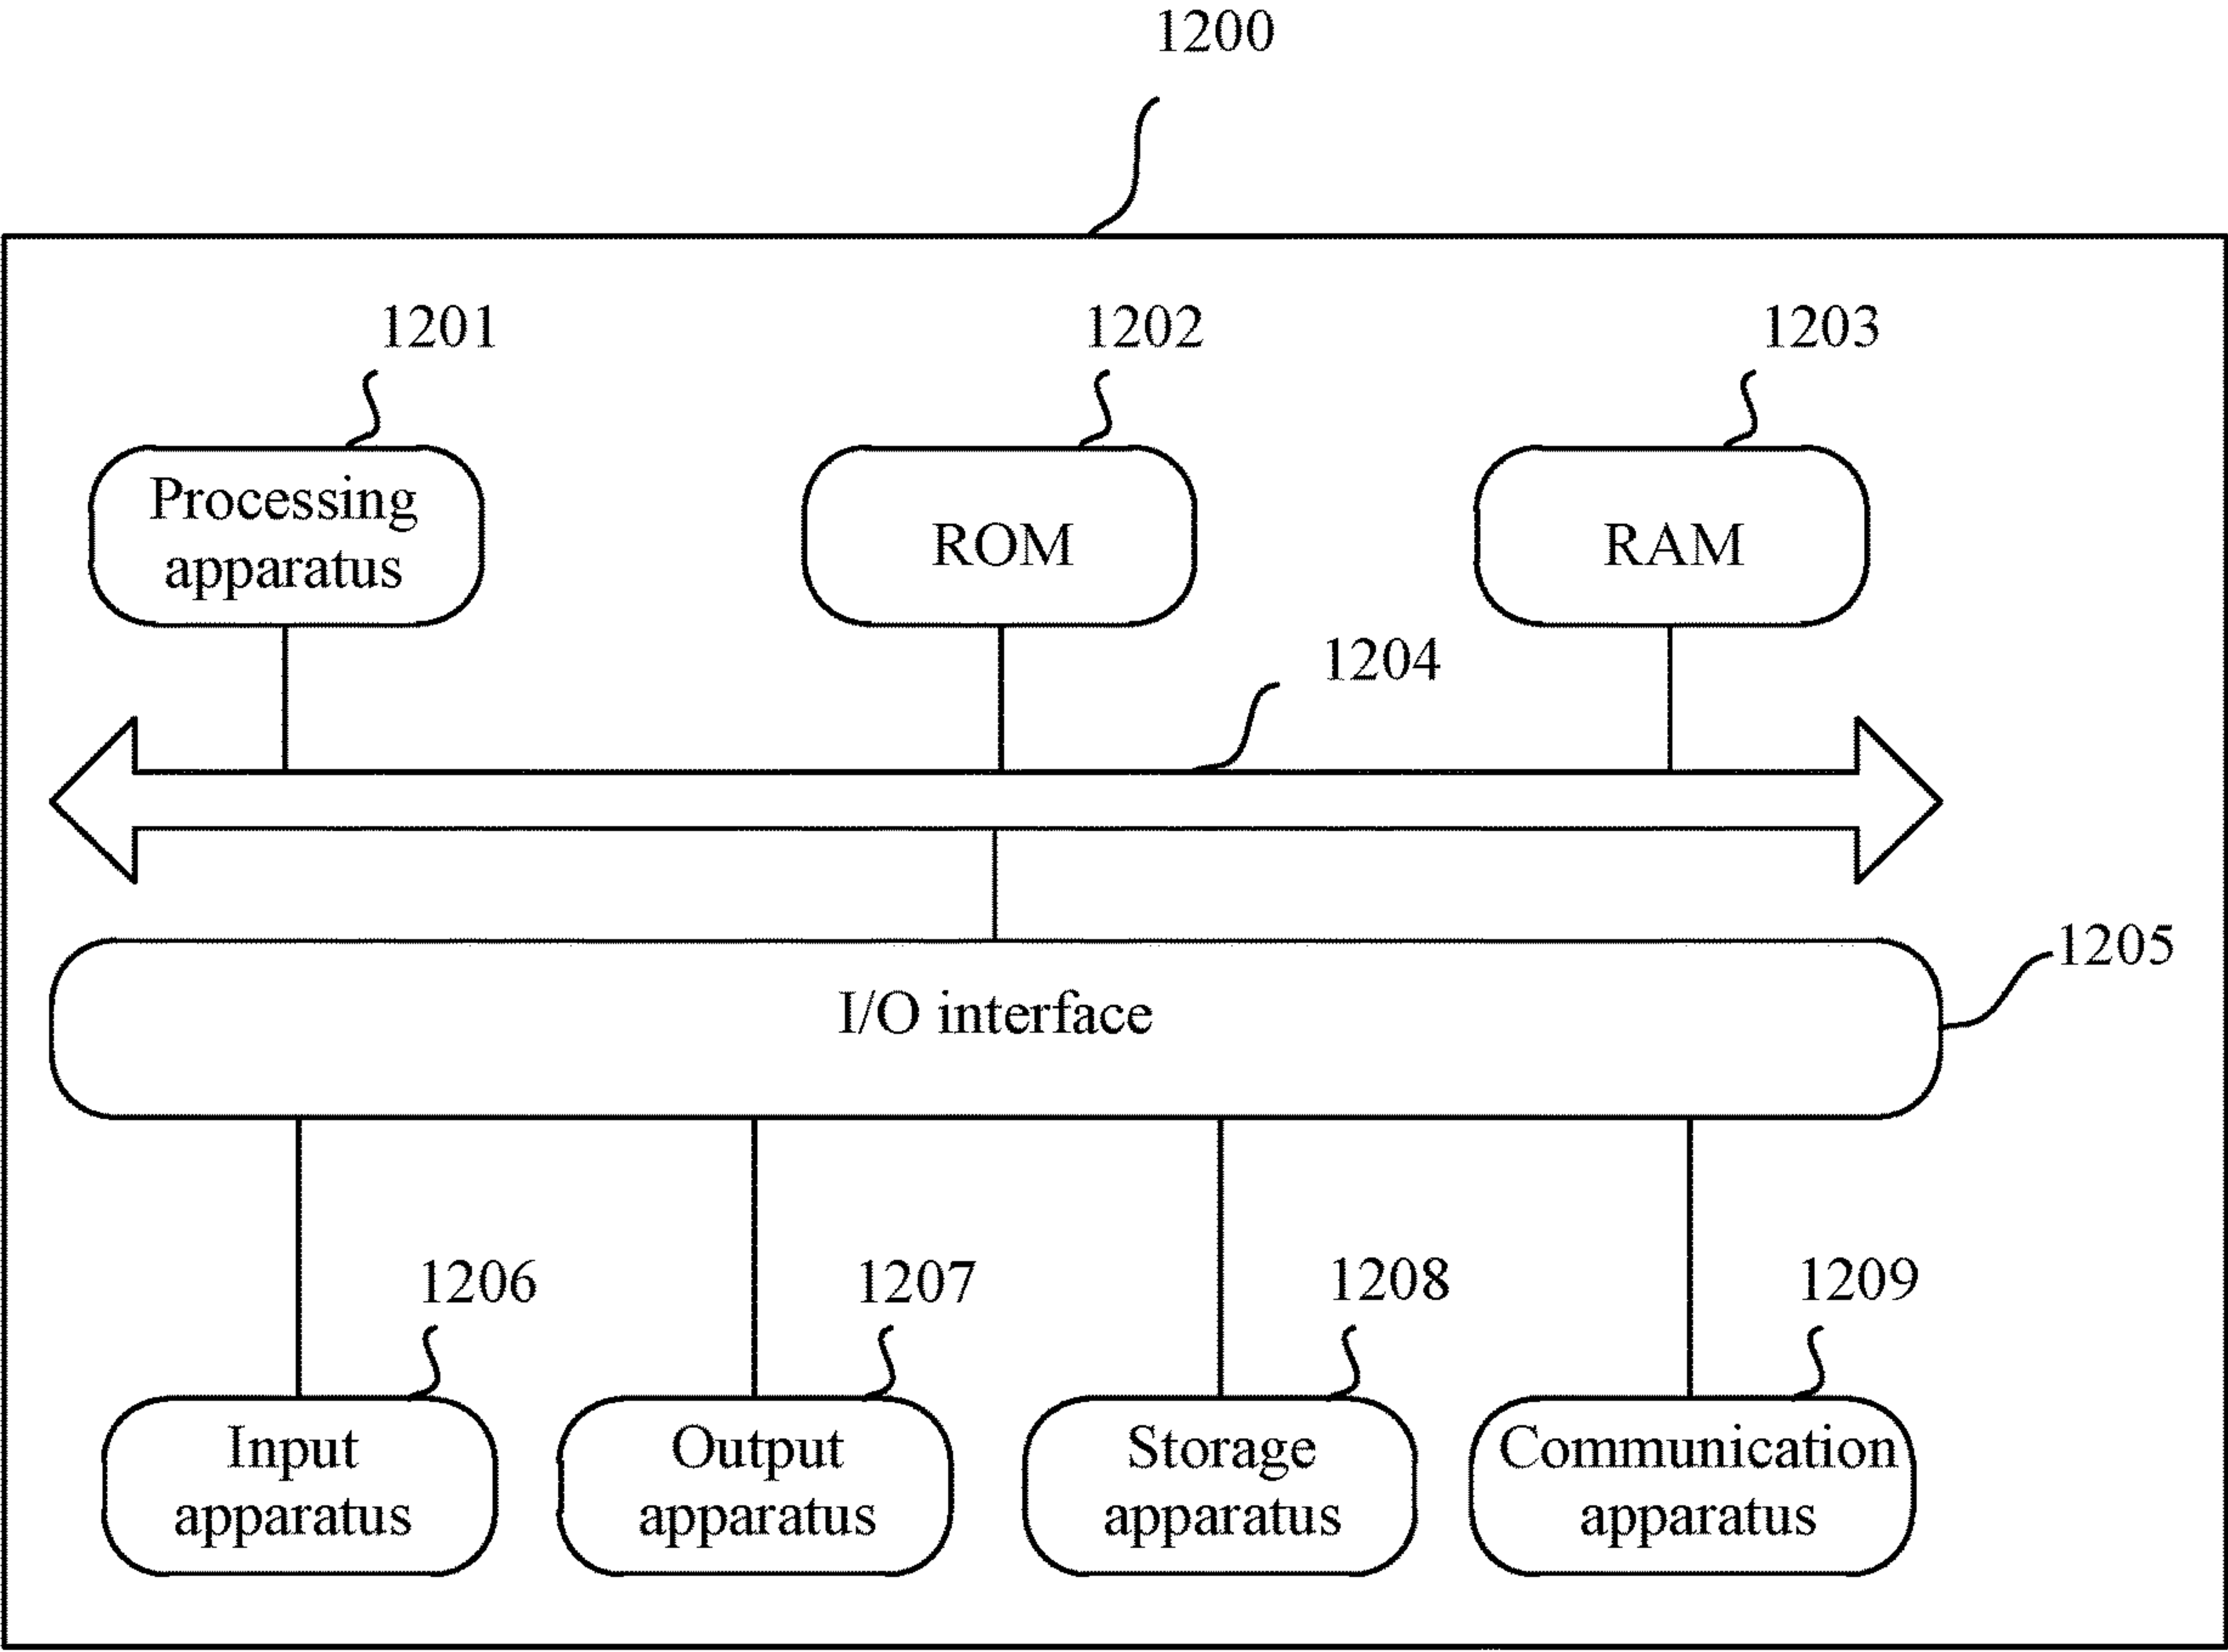 1200
1201
1202
1203
Processing
apparatus
ROM
RAM
1204
1205
I/O interface
1206
1207
1208
1209
Input
apparatus
Output
apparatus
Storage
apparatus
Communication
apparatus